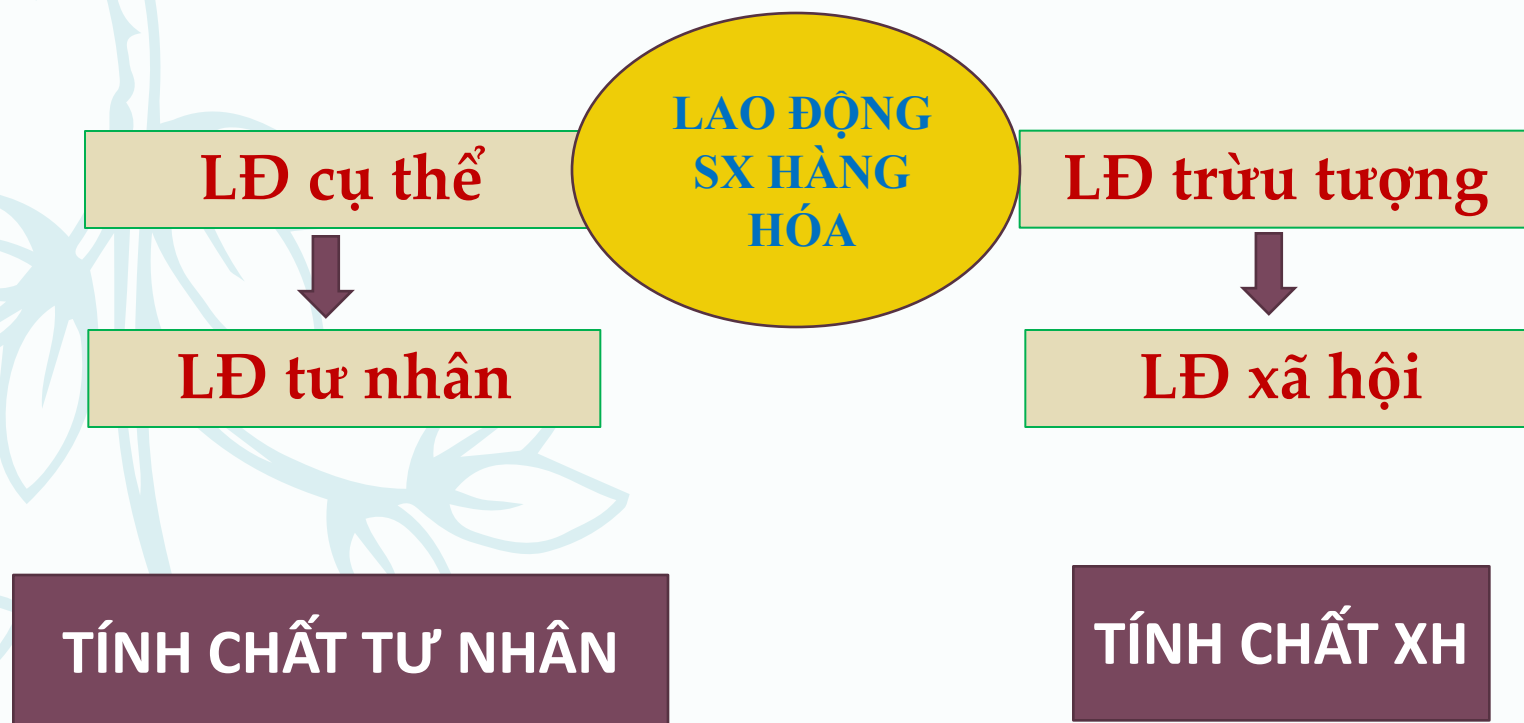 LAO ĐỘNG
SX HÀNG
HÓA
LĐ cụ thể
LĐ trừu tượng
LĐ tư nhân
LĐ xã hội
TÍNH CHẤT TƯ NHÂN
TÍNH CHẤT XH